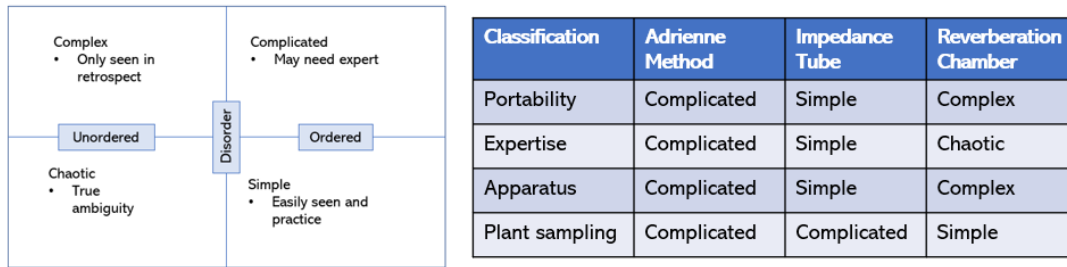 Complex
• Only seen in
retrospect
Complicated
• May need expert
Unordered
Disorder
Ordered
Chaotic
• True
ambiguity
Simple
• Easily seen and
practice
Classification Adrienne Method Impedance Tube Reverberation Chamber
Portability Complicated Simple Complex
Expertise Complicated Simple Chaotic
Apparatus Complicated Simple Complex
Plant sampling Complicated Complicated Simple